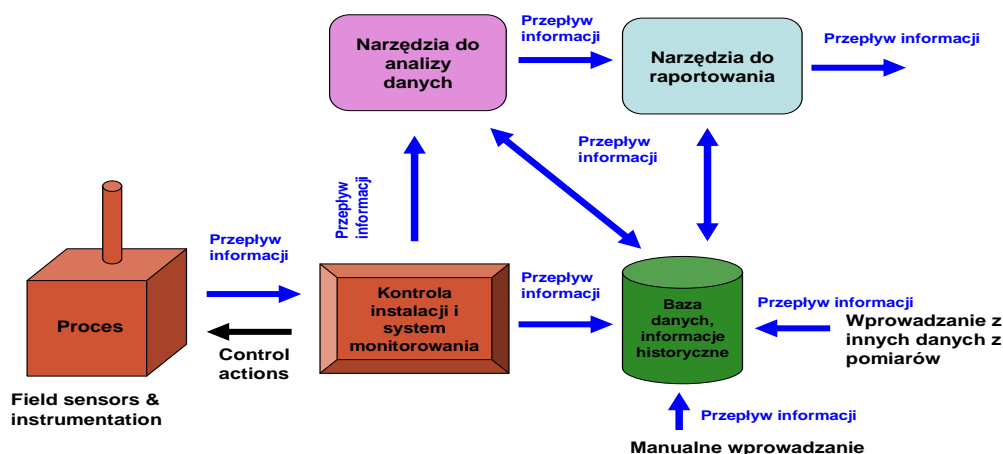 Przepływ
informacji
Narzędzia do
analizy
danych
Narzędzia do
raportowania
Przepływ informacji
Przepływ
informacji
Przepływ
informacji
Przepływ
informacji
Proces
Kontrola
instalacji i
system
monitorowania
Przepływ
informacji
Baza
danych,
informacje
historyczne
Przepływ informacji
Wprowadzanie z
innych danych z
pomiarów
Control
actions
Field sensors &
instrumentation
Przepływ informacji
Manualne wprowadzanie